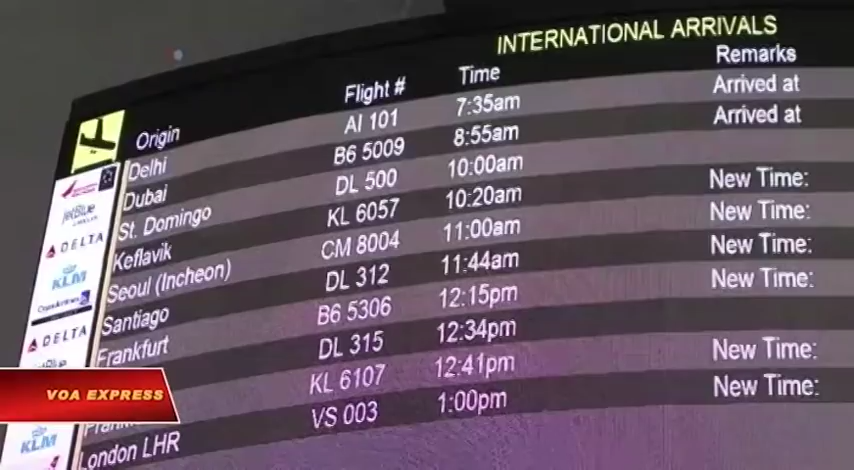 INTERNATIONAL ARRIVALS
Origin Flight # Time Remarks
Delhi AI 101 7:35am Arrived at
Dubai B6 5009 8:55am Arrived at
St. Domingo DL 500 10:00am
Keflavik KL 6057 10:20am New Time:
Seoul (Incheon) CM 8004 11:00am New Time:
Santiago DL 312 11:44am New Time:
Frankfurt B6 5306 12:15pm New Time:
DL 315 12:34pm
KL 6107 12:41pm New Time:
London LHR VS 003 1:00pm New Time:
jetBlue
DELTA
KLM
CopaAirlines
DELTA
KLM
VOA EXPRESS